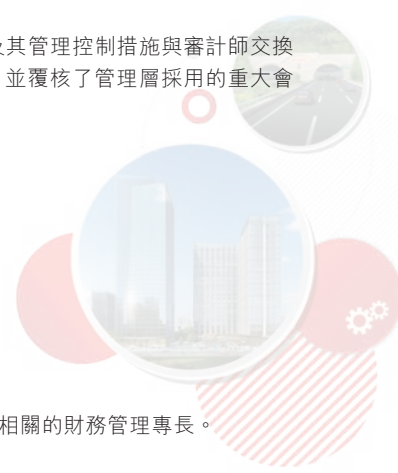 及其管理控制措施與審計師交換
，並覆核了管理層採用的重大會
相關的財務管理專長。